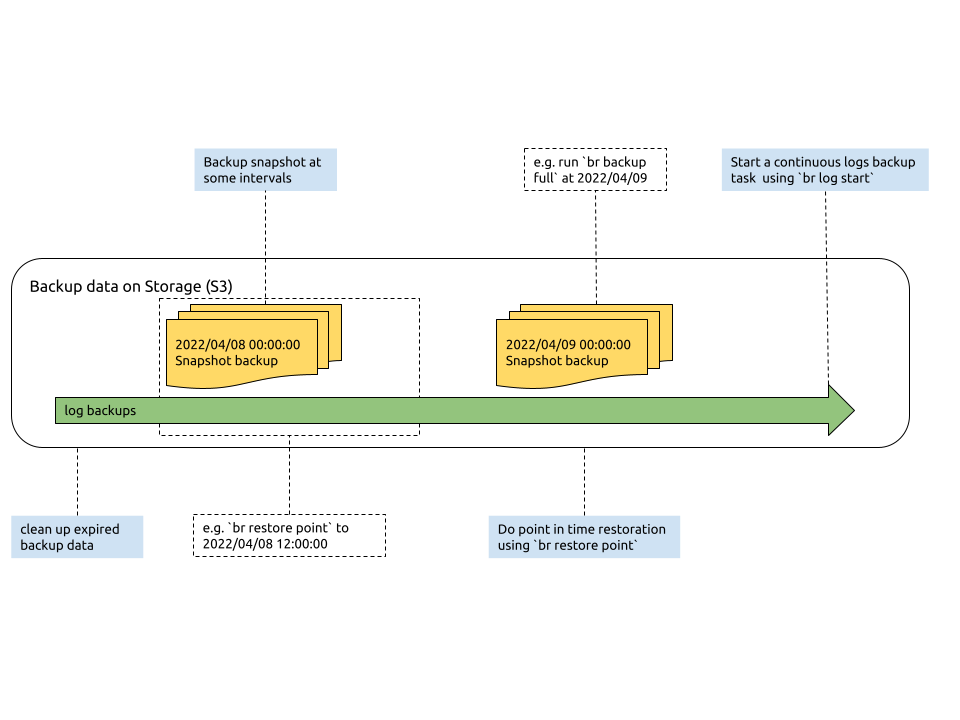 Backup snapshot at
some intervals
e.g. run `br backup
full` at 2022/04/09
Start a continuous logs backup
task  using `br log start`
Backup data on Storage (S3)
2022/04/08 00:00:00
Snapshot backup
2022/04/09 00:00:00
Snapshot backup
log backups
clean up expired
backup data
e.g. `br restore point` to
2022/04/08 12:00:00
Do point in time restoration
using `br restore point`